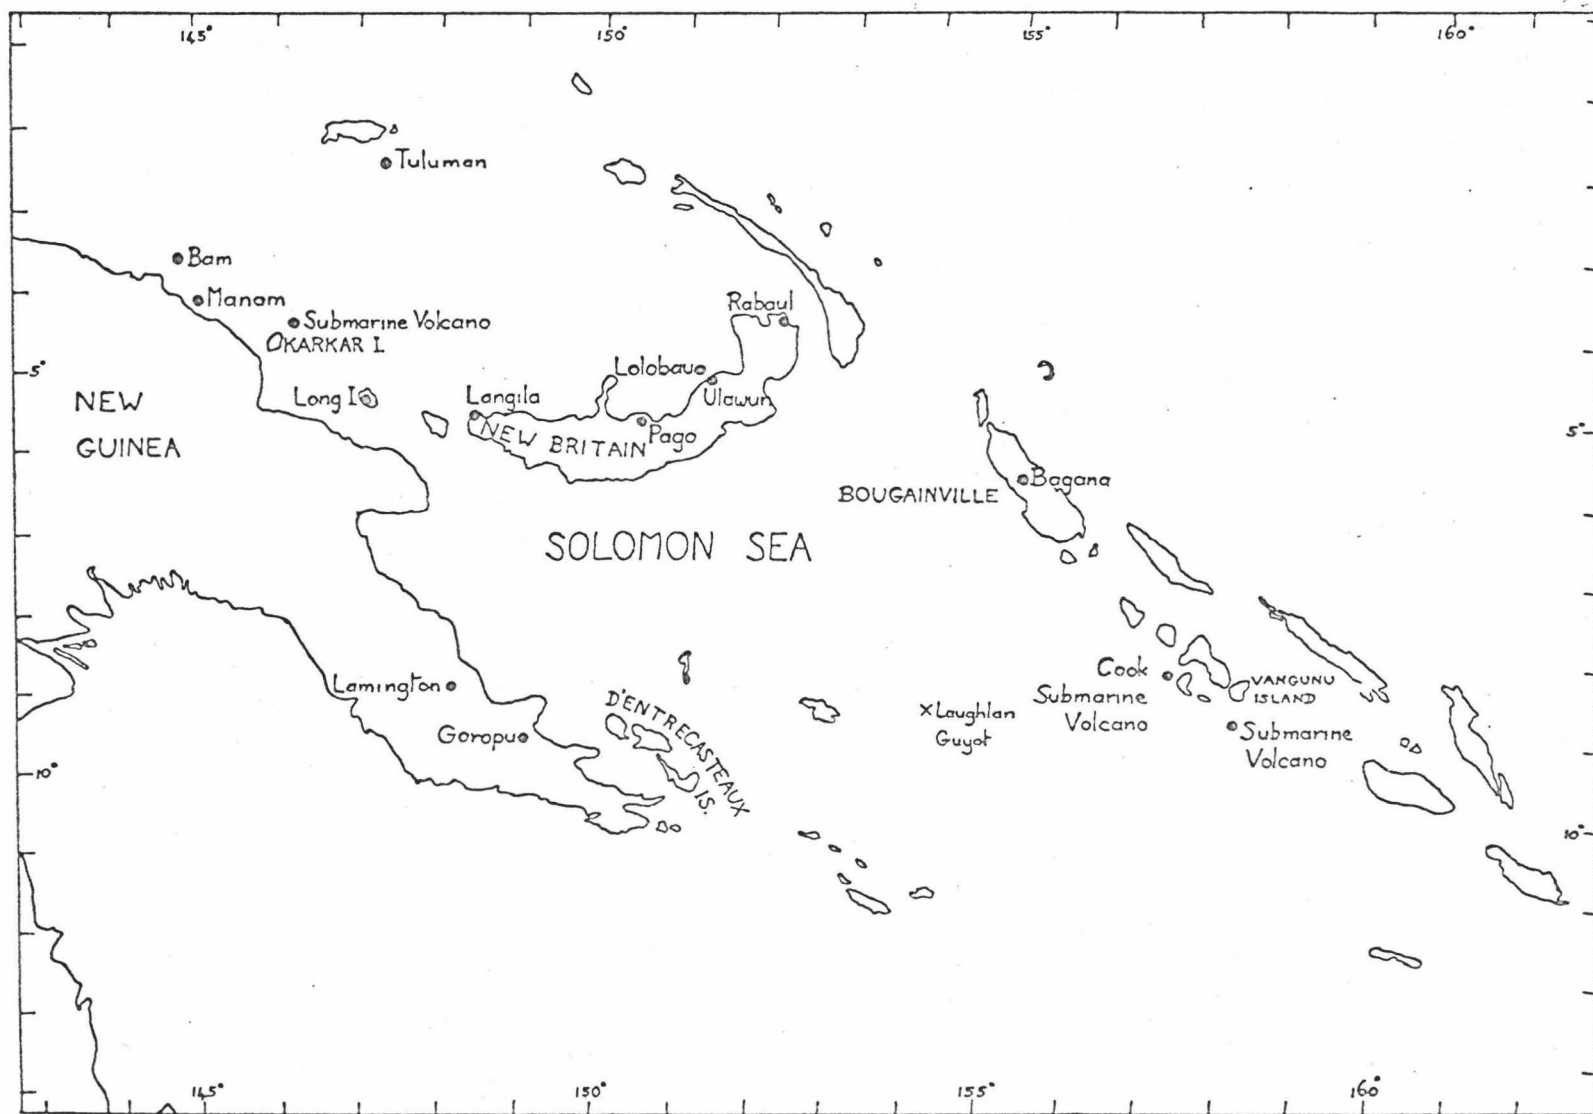 145° 150° 155° 160°
Tuluman
Bam
Manam
Submarine Volcano
KARKAR I.
Rabaul
Lolobau
Ulawun
5°
Long I
Langila
NEW
GUINEA
NEW BRITAIN
Pago
5°
Bagana
BOUGAINVILLE
SOLOMON SEA
Lamington
Goropu
D'ENTRECASTEAUX
IS.
Laughlan
Guyot
Cook
Submarine
Volcano
VANGUNU
ISLAND
Submarine
Volcano
10°
10°
145° 150° 155° 160°